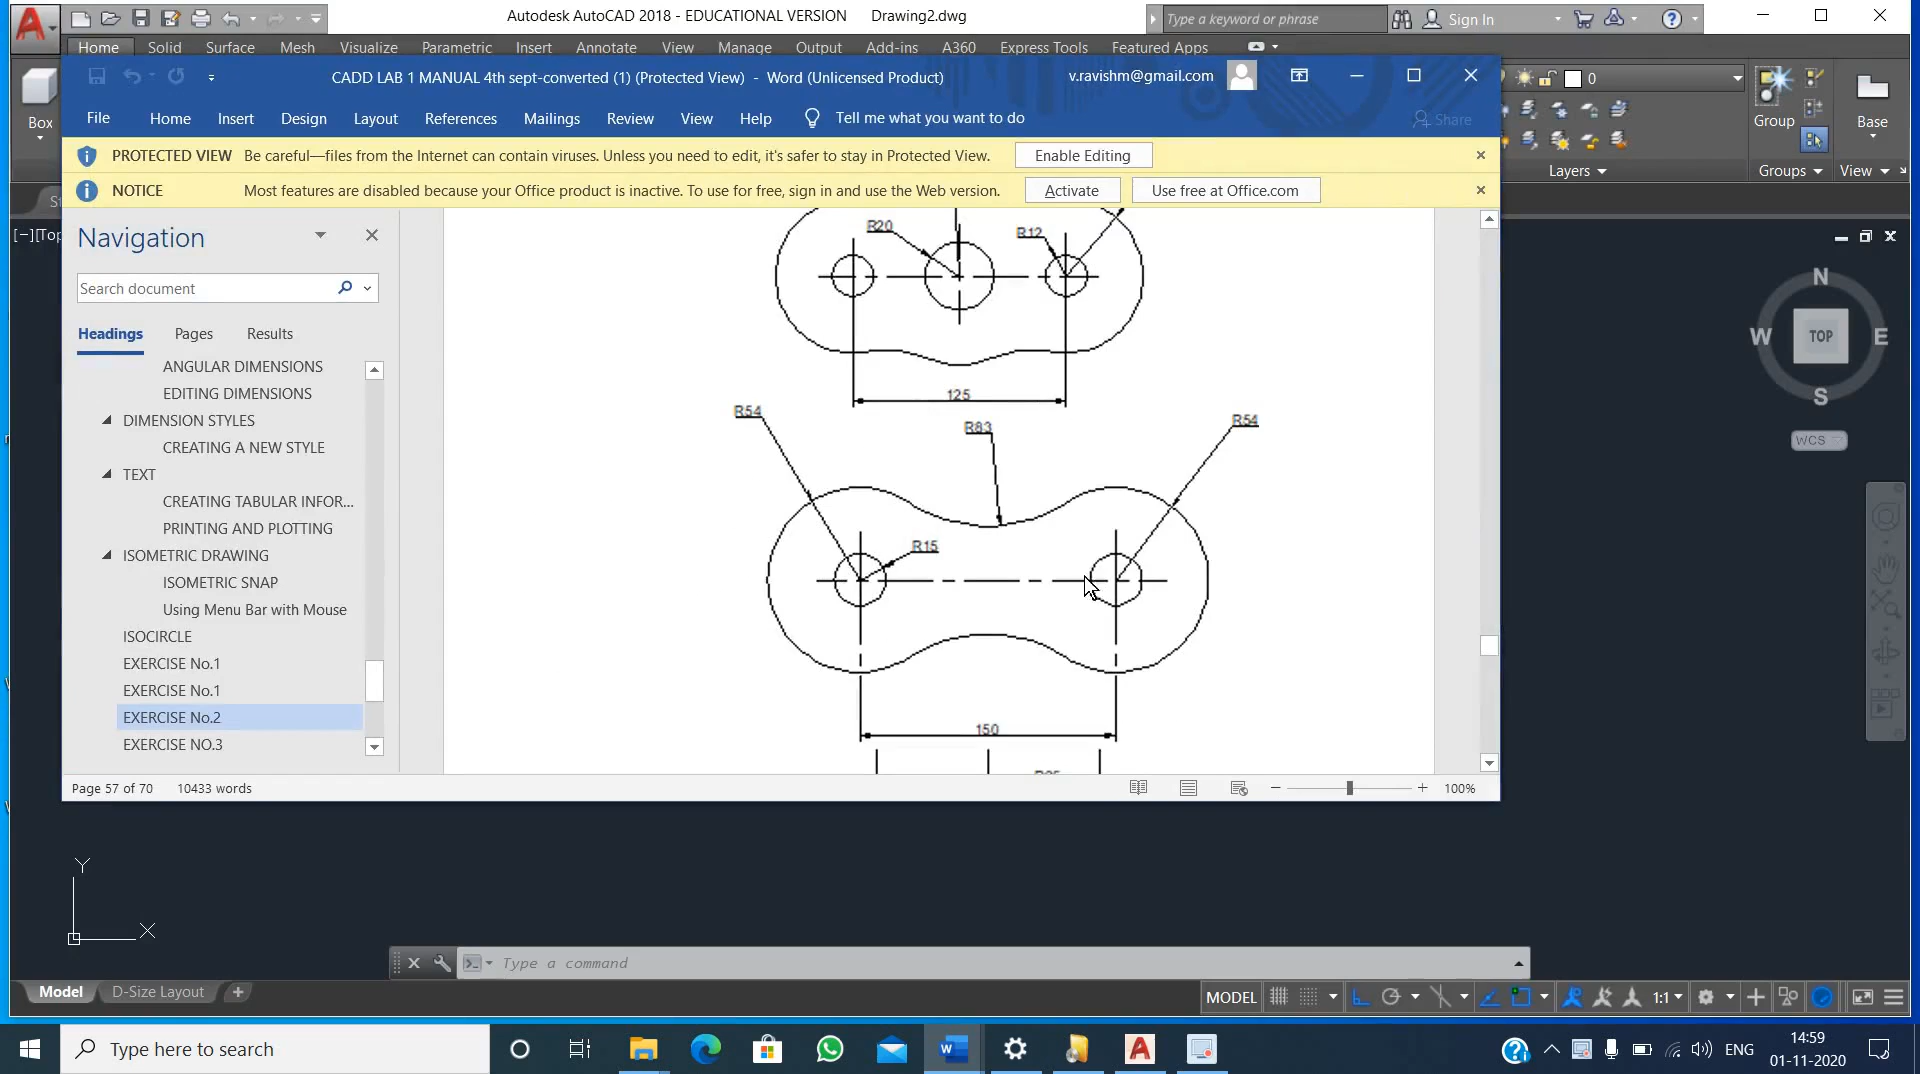 Autodesk AutoCAD 2018 - EDUCATIONAL VERSION Drawing2.dwg
Type a keyword or phrase
Sign In
Home Solid Surface Mesh Visualize Parametric Insert Annotate View Manage Output Add-ins A360 Express Tools Featured Apps
CADD LAB 1 MANUAL 4th sept-converted (1) (Protected View) - Word (Unlicensed Product)
v.ravishm@gmail.com
0
Box
Group
Base
File Home Insert Design Layout References Mailings Review View Help Tell me what you want to do
Share
PROTECTED VIEW Be careful—files from the Internet can contain viruses. Unless you need to edit, it's safer to stay in Protected View. Enable Editing
Layers Groups View
NOTICE Most features are disabled because your Office product is inactive. To use for free, sign in and use the Web version. Activate Use free at Office.com
[−][Top
Navigation
Search document
Headings Pages Results
ANGULAR DIMENSIONS
EDITING DIMENSIONS
DIMENSION STYLES
CREATING A NEW STYLE
TEXT
CREATING TABULAR INFOR...
PRINTING AND PLOTTING
ISOMETRIC DRAWING
ISOMETRIC SNAP
Using Menu Bar with Mouse
ISOCIRCLE
EXERCISE No.1
EXERCISE No.1
EXERCISE No.2
EXERCISE NO.3
R20
R12
125
R54
R83
R54
R15
150
N
W TOP E
S
WCS
Page 57 of 70 10433 words
100%
Y
X
Type a command
Model D-Size Layout
MODEL
1:1
Type here to search
ENG
14:59
01-11-2020